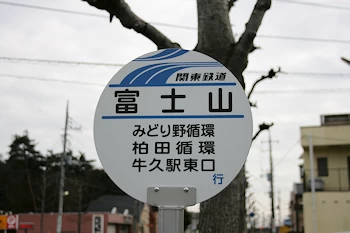 関東鉄道
富士山
みどり野循環
柏田循環
牛久駅東口
行